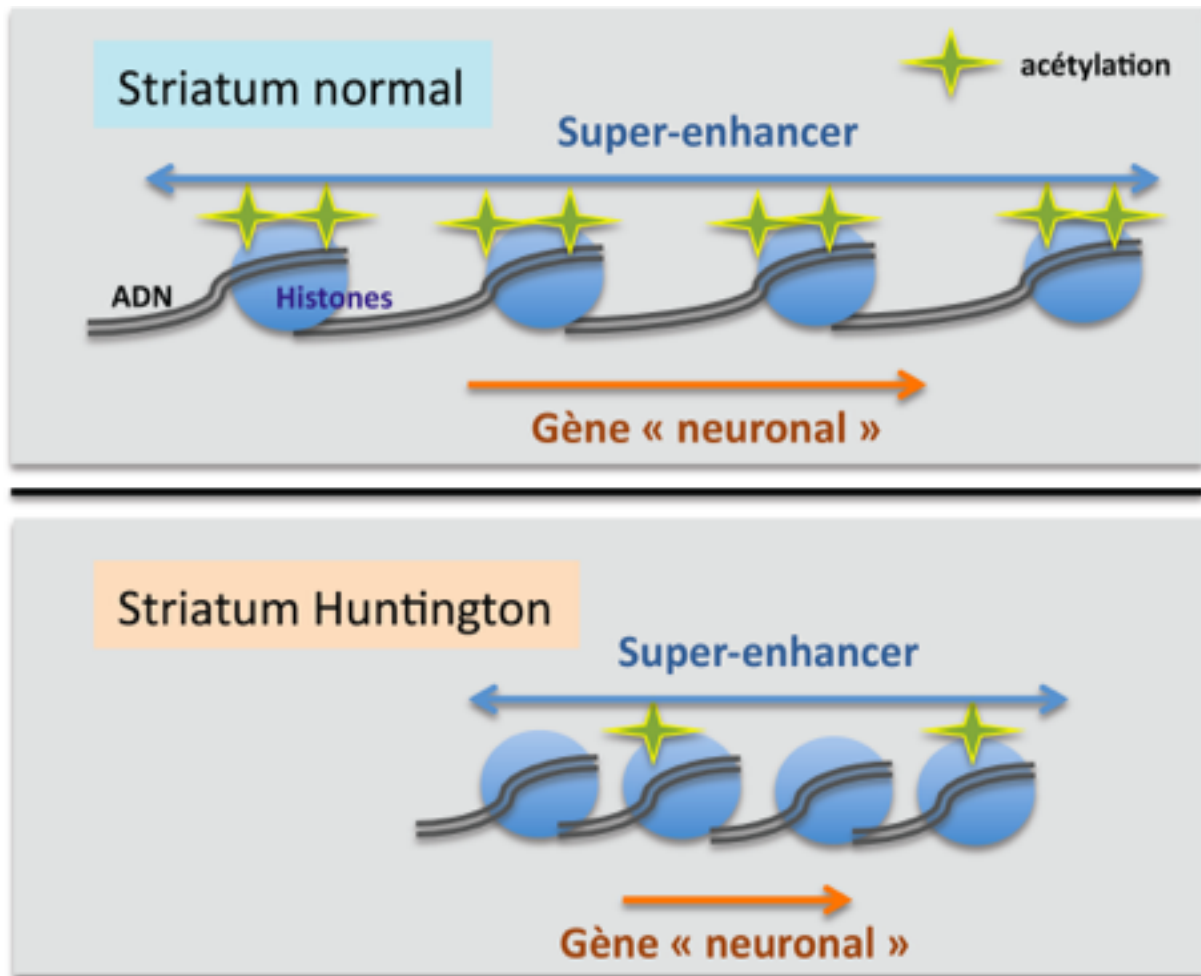 Striatum normal
acétylation
Super-enhancer
ADN
Histones
Gène « neuronal »
Striatum Huntington
Super-enhancer
Gène « neuronal »